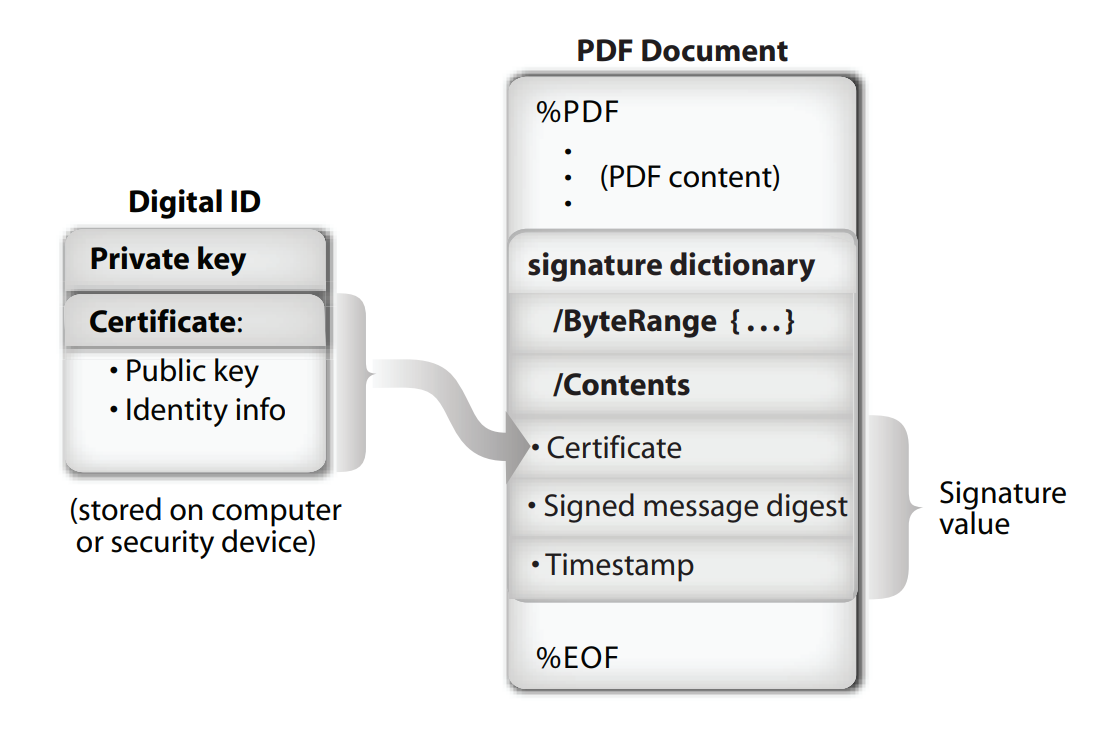 PDF Document
%PDF
(PDF content)
Digital ID
Private key
Certificate:
• Public key
• Identity info
(stored on computer
or security device)
signature dictionary
/ByteRange {...}
/Contents
• Certificate
• Signed message digest
• Timestamp
Signature
value
%EOF